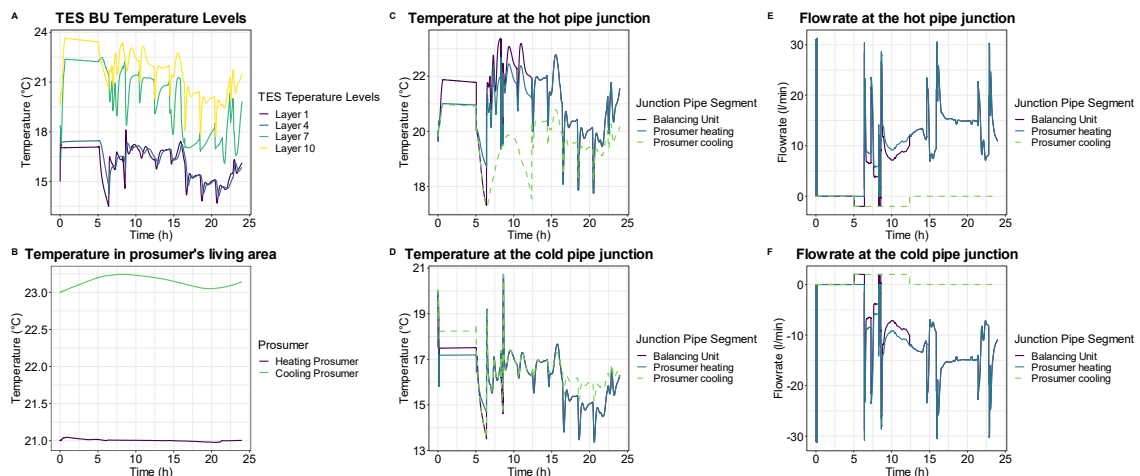 A TES BU Temperature Levels
24
21
18
15
Temperature (°C)
0 5 10 15 20 25
Time (h)
TES Teperature Levels
Layer 1
Layer 4
Layer 7
Layer 10
B Temperature in prosumer's living area
23.0
22.5
22.0
21.5
21.0
Temperature (°C)
0 5 10 15 20 25
Time (h)
Prosumer
Heating Prosumer
Cooling Prosumer
C Temperature at the hot pipe junction
22
20
18
Temperature (°C)
0 5 10 15 20 25
Time (h)
Junction Pipe Segment
Balancing Unit
Prosumer heating
Prosumer cooling
D Temperature at the cold pipe junction
21
19
17
15
13
Temperature (°C)
0 5 10 15 20 25
Time (h)
Junction Pipe Segment
Balancing Unit
Prosumer heating
Prosumer cooling
E Flowrate at the hot pipe junction
30
20
10
0
Flowrate (l/min)
0 5 10 15 20 25
Time (h)
Junction Pipe Segment
Balancing Unit
Prosumer heating
Prosumer cooling
F Flowrate at the cold pipe junction
0
-10
-20
-30
Flowrate (l/min)
0 5 10 15 20 25
Time (h)
Junction Pipe Segment
Balancing Unit
Prosumer heating
Prosumer cooling